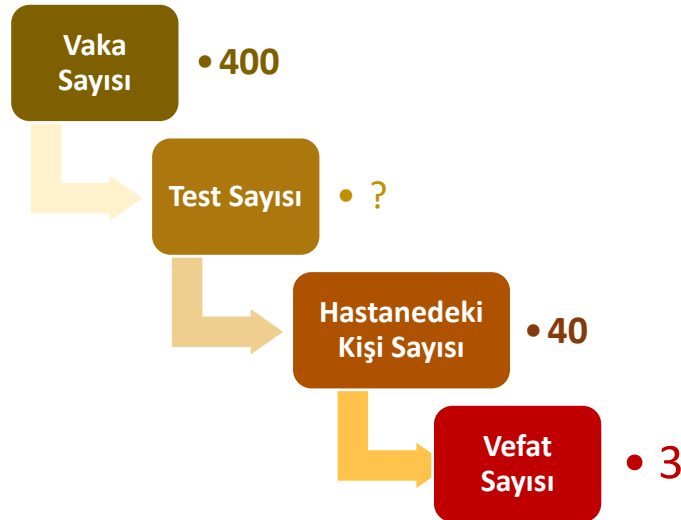 Vaka
Sayısı
• 400
Test Sayısı
• ?
Hastanedeki
Kişi Sayısı
• 40
Vefat
Sayısı
• 3